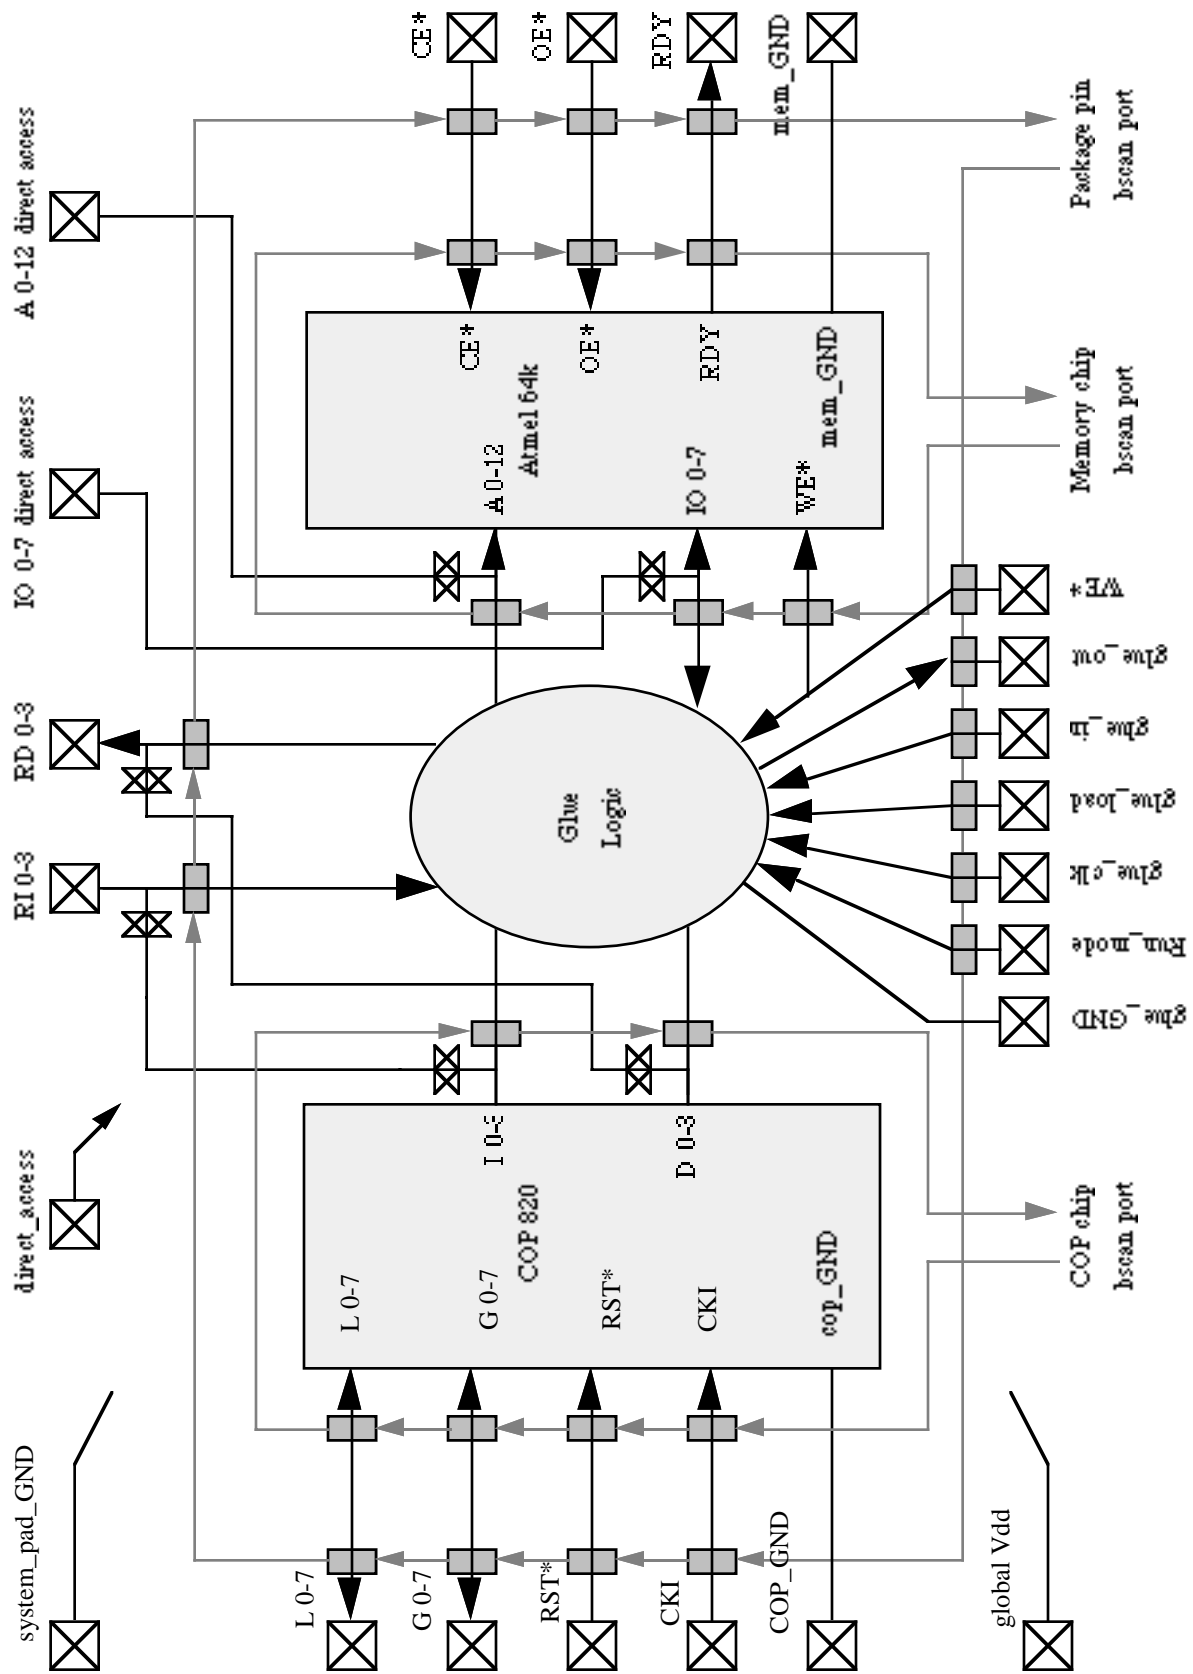 system_pad_GND
direct_access
RI 0-3
RD 0-3
IO 0-7 direct access
A 0-12 direct access
L 0-7
G 0-7
RST*
CKI
COP_GND
global Vdd
L 0-7
G 0-7
RST*
CKI
cop_GND
COP 820
I 0-3
D 0-3
Glue
Logic
A 0-12
IO 0-7
WE*
Atmel 64k
CE*
OE*
RDY
mem_GND
CE*
OE*
RDY
mem_GND
COP chip
bscan port
glue_GND
Run_mode
glue_clk
glue_load
glue_in
glue_out
WE*
Memory chip
bscan port
Package pin
bscan port